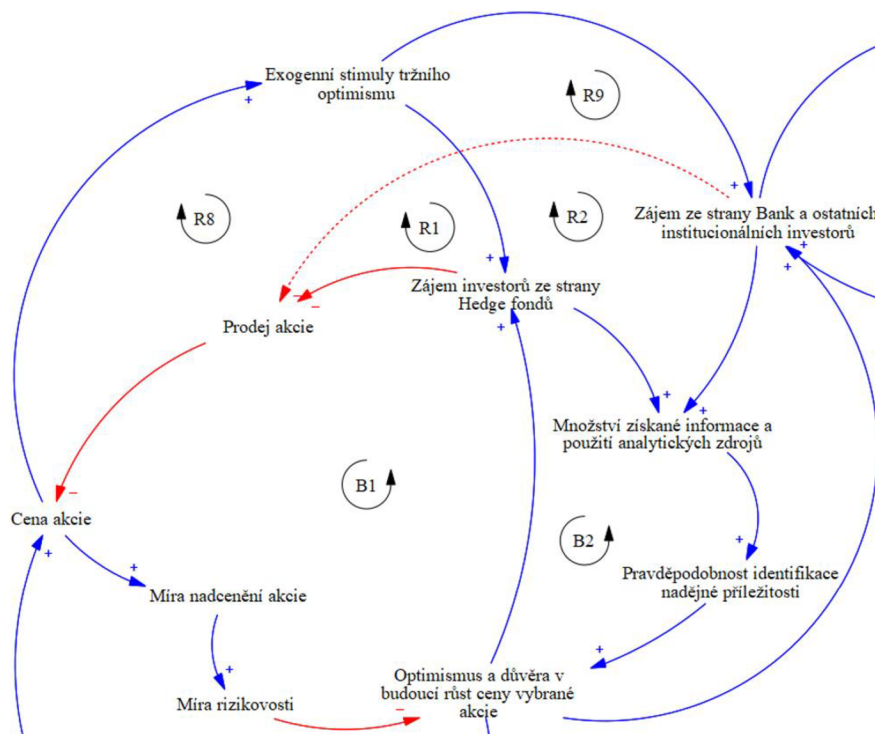 Exogenní stimuly tržního
optimismu
+
R9
+
R8
R1
R2
Zájem ze strany Bank a ostatních
institucionálních investorů
+
+
+
Zájem investorů ze strany
Hedge fondů
+
–
–
Prodej akcie
+
+
Množství získané informace a
použití analytických zdrojů
B1
–
Cena akcie
+
B2
+
Pravděpodobnost identifikace
nadějné příležitosti
+
Míra nadcenění akcie
+
+
Optimismus a důvěra v
budoucí růst ceny vybrané
akcie
Míra rizikovosti
–